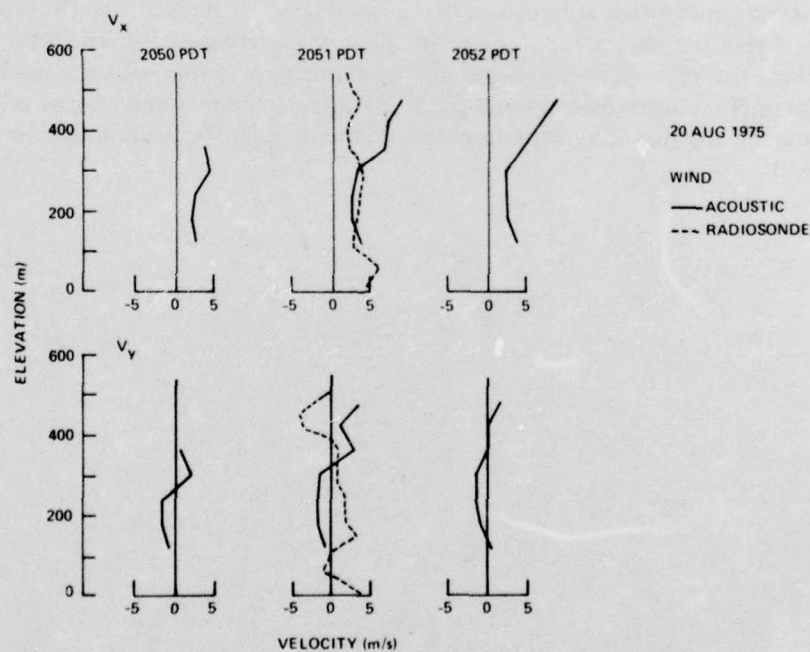 Vx
600
2050 PDT
2051 PDT
2052 PDT
400
200
0
-5 0 5
-5 0 5
-5 0 5
20 AUG 1975
WIND
ACOUSTIC
RADIOSONDE
ELEVATION (m)
Vy
600
400
200
0
-5 0 5
-5 0 5
-5 0 5
VELOCITY (m/s)